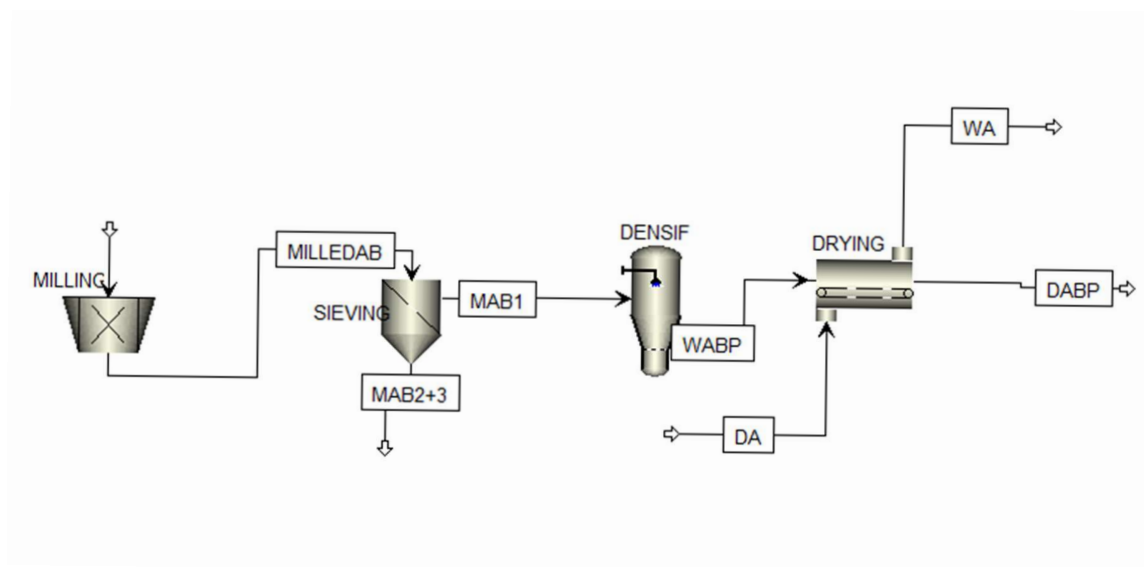 WA
DENSIF
DRYING
MILLEDAB
MILLING
SIEVING
MAB1
DABP
WABP
MAB2+3
DA